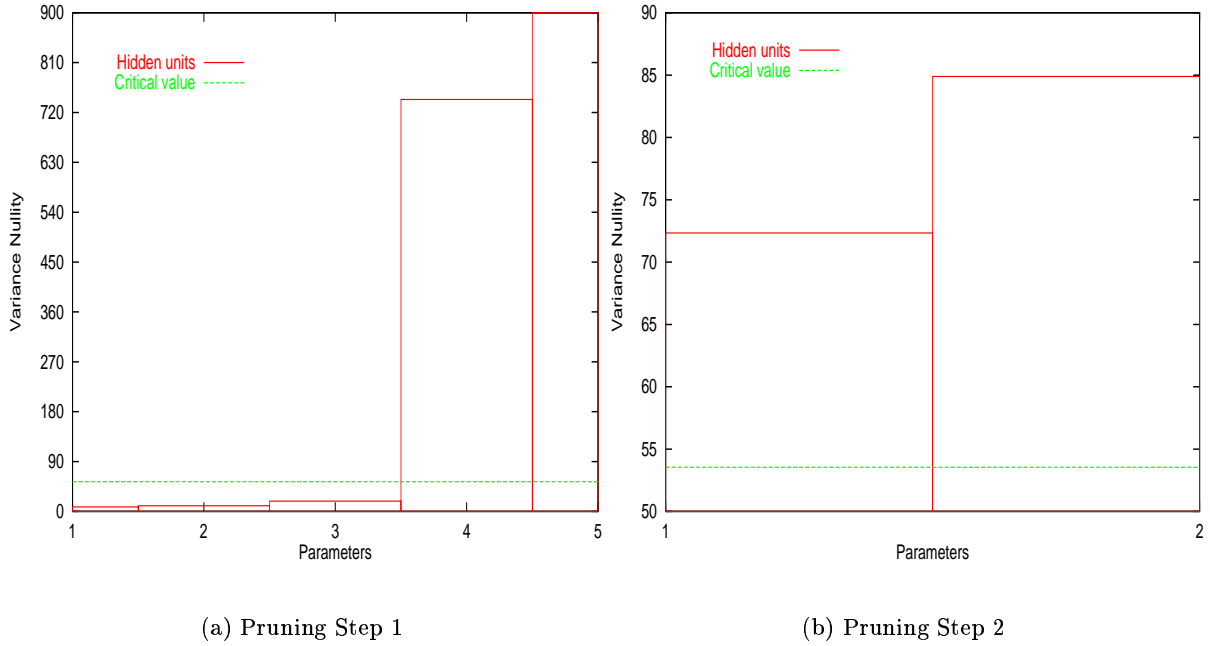 900
810
720
630
540
450
360
270
180
90
0
Variance Nullity
Hidden units
Critical value
1 2 3 4 5
Parameters
(a) Pruning Step 1
90
85
80
75
70
65
60
55
50
Variance Nullity
Hidden units
Critical value
1 2
Parameters
(b) Pruning Step 2